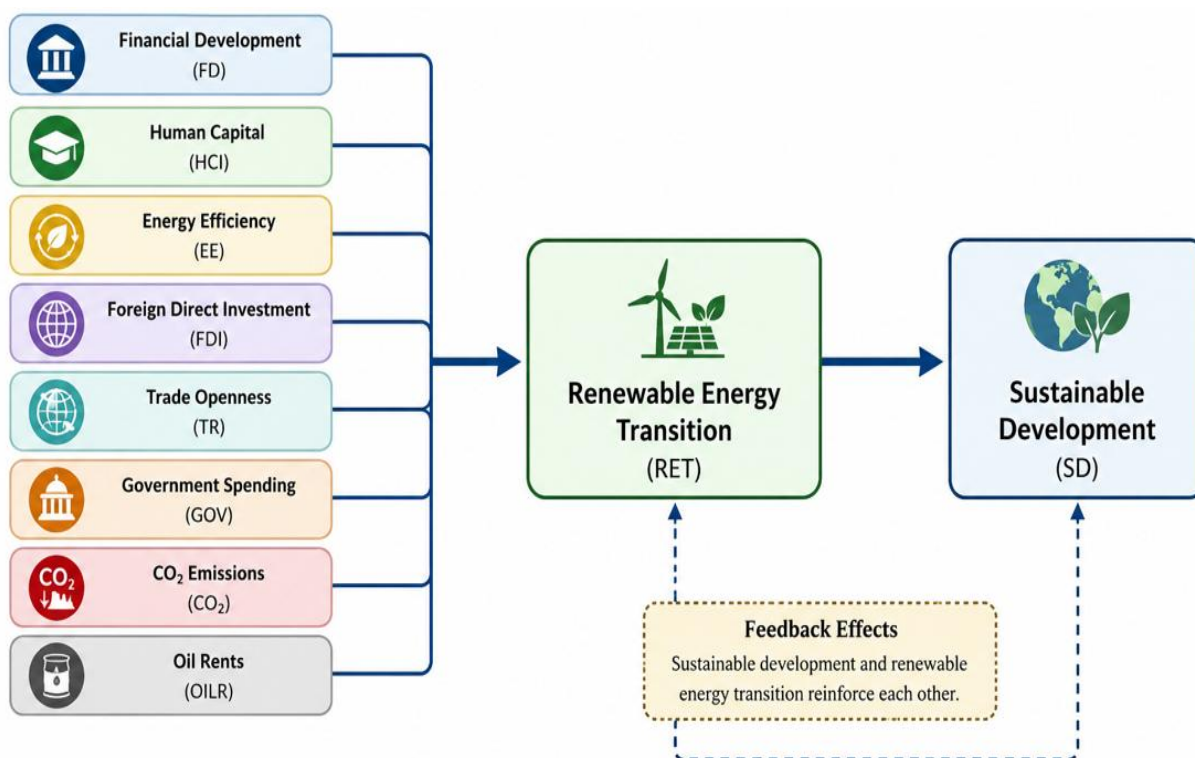 Financial Development
(FD)
Human Capital
(HCI)
Energy Efficiency
(EE)
Foreign Direct Investment
(FDI)
Trade Openness
(TR)
Government Spending
(GOV)
CO₂
CO₂ Emissions
(CO₂)
Oil Rents
(OILR)
Renewable Energy
Transition
(RET)
Sustainable
Development
(SD)
Feedback Effects
Sustainable development and renewable
energy transition reinforce each other.